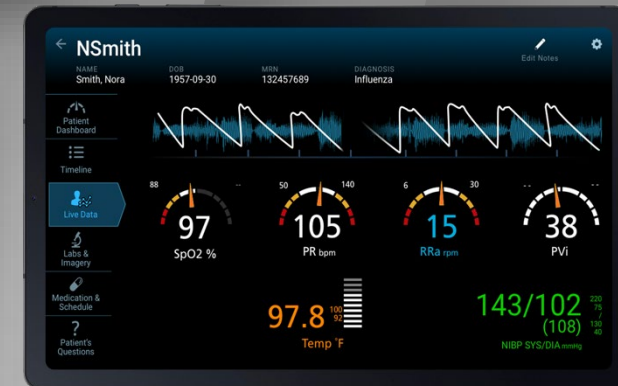 NSmith
Edit Notes
NAME DOB MRN DIAGNOSIS
Smith, Nora 1957-09-30 132457689 Influenza
Patient
Dashboard
Timeline
Live Data
Labs &
Imagery
Medication &
Schedule
?
Patient's
Questions
88 -- 50 140 6 30 -- --
97 105 15 38
SpO2 % PR bpm RRa rpm PVi
97.8 100
92
Temp °F
143/102 220
75
/
(108) 130
40
NIBP SYS/DIA mmHg